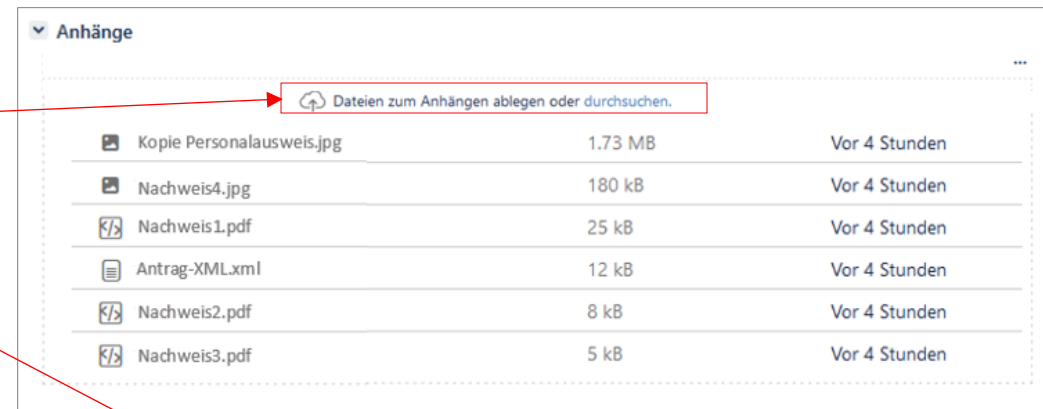 Anhänge
...
Dateien zum Anhängen ablegen oder durchsuchen.
Kopie Personalausweis.jpg 1.73 MB Vor 4 Stunden
Nachweis4.jpg 180 kB Vor 4 Stunden
Nachweis1.pdf 25 kB Vor 4 Stunden
Antrag-XML.xml 12 kB Vor 4 Stunden
Nachweis2.pdf 8 kB Vor 4 Stunden
Nachweis3.pdf 5 kB Vor 4 Stunden